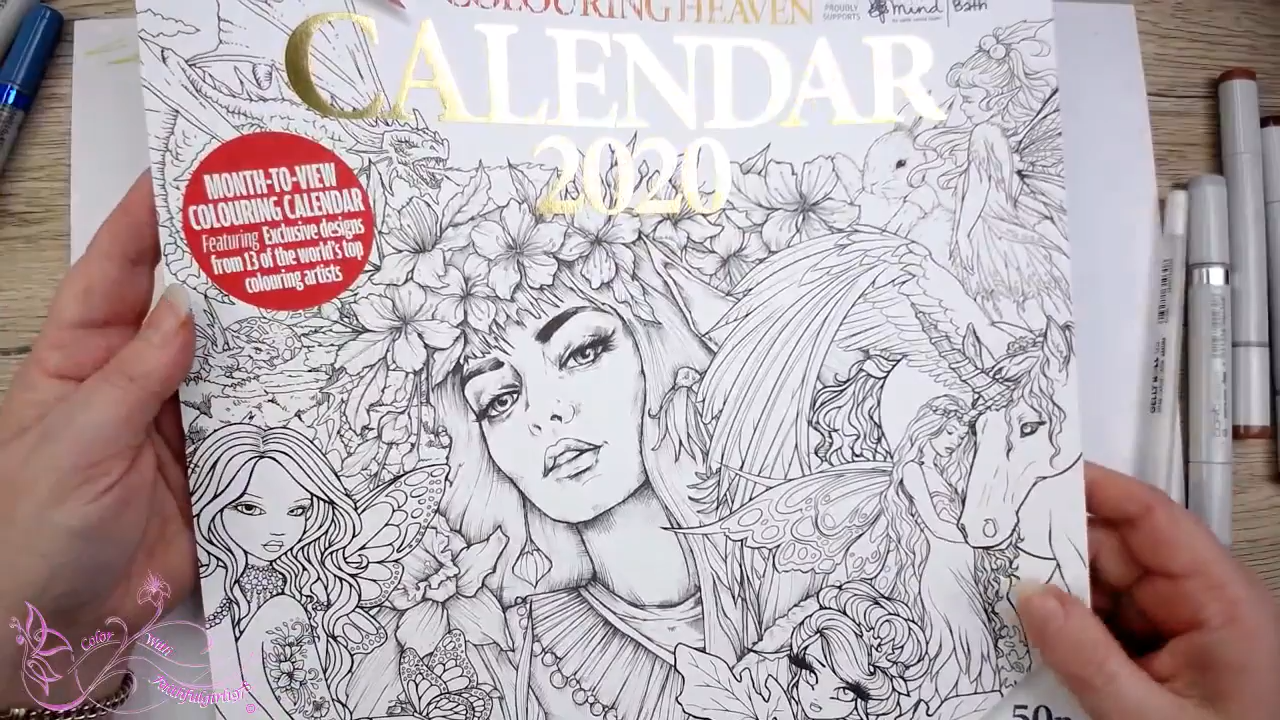 COLOURING HEAVEN
PROUDLY
SUPPORTS
mind
Bath
CALENDAR
2020
MONTH-TO-VIEW
COLOURING CALENDAR
Featuring Exclusive designs
from 13 of the world's top
colouring artists
Color With
50p